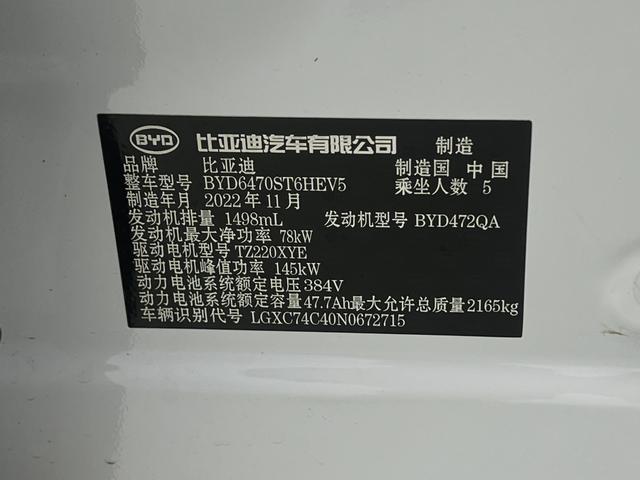 BYD 比亚迪汽车有限公司 制造
品牌 比亚迪 制造国 中国
整车型号 BYD6470ST6HEV5 乘坐人数 5
制造年月 2022年11月
发动机排量 1498mL 发动机型号 BYD472QA
发动机最大净功率 78kW
驱动电机型号 TZ220XYE
驱动电机峰值功率 145kW
动力电池系统额定电压 384V
动力电池系统额定容量 47.7Ah 最大允许总质量 2165kg
车辆识别代号 LGXC74C40N0672715